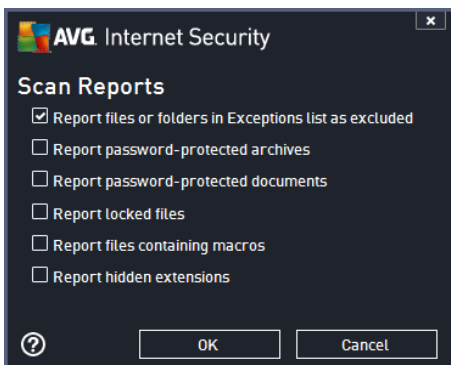 AVG. Internet Security
x
Scan Reports
Report files or folders in Exceptions list as excluded
Report password-protected archives
Report password-protected documents
Report locked files
Report files containing macros
Report hidden extensions
? OK Cancel